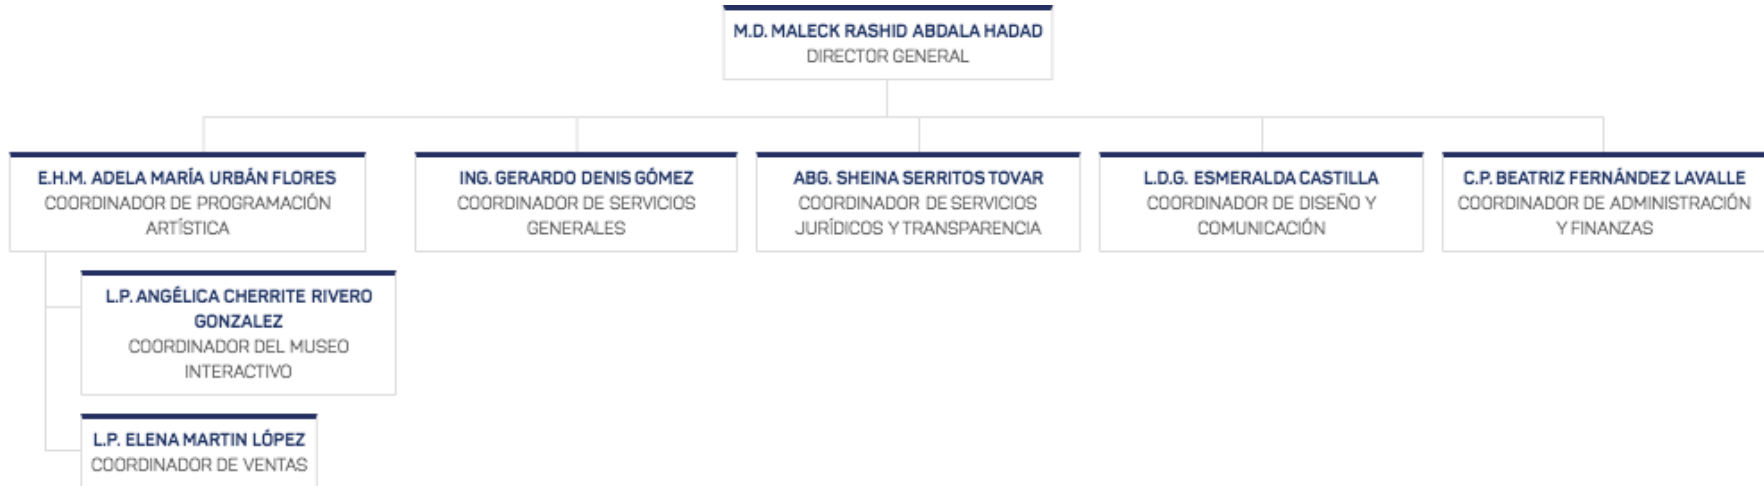 M.D. MALECK RASHID ABDALA HADAD
DIRECTOR GENERAL
E.H.M. ADELA MARÍA URBÁN FLORES
COORDINADOR DE PROGRAMACIÓN
ARTÍSTICA
ING. GERARDO DENIS GÓMEZ
COORDINADOR DE SERVICIOS
GENERALES
ABG. SHEINA SERRITOS TOVAR
COORDINADOR DE SERVICIOS
JURÍDICOS Y TRANSPARENCIA
L.D.G. ESMERALDA CASTILLA
COORDINADOR DE DISEÑO Y
COMUNICACIÓN
C.P. BEATRIZ FERNÁNDEZ LAVALLE
COORDINADOR DE ADMINISTRACIÓN
Y FINANZAS
L.P. ANGÉLICA CHERRITE RIVERO
GONZALEZ
COORDINADOR DEL MUSEO
INTERACTIVO
L.P. ELENA MARTIN LÓPEZ
COORDINADOR DE VENTAS